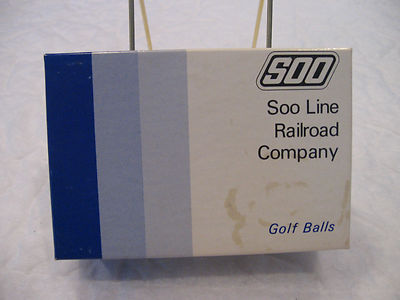 SOO
Soo Line
Railroad
Company
Golf Balls